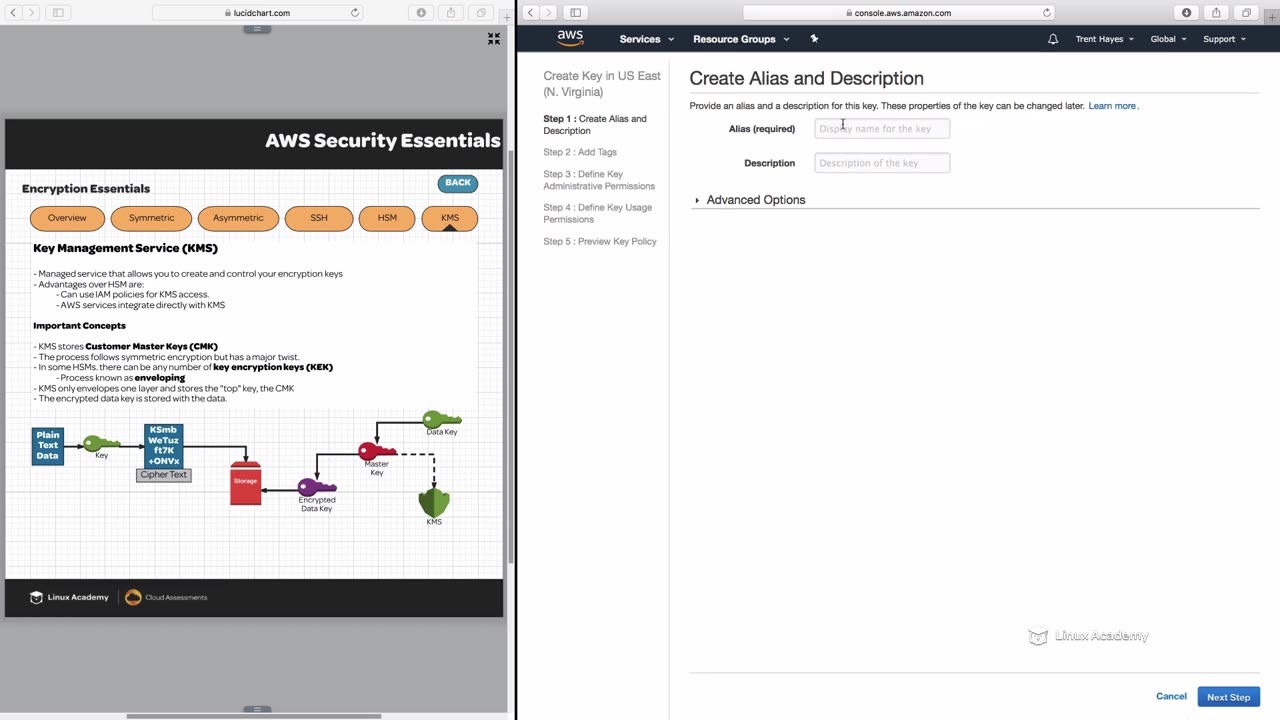 lucidchart.com
AWS Security Essentials
Encryption Essentials
BACK
Overview
Symmetric
Asymmetric
SSH
HSM
KMS
Key Management Service (KMS)
- Managed service that allows you to create and control your encryption keys
- Advantages over HSM are:
- Can use IAM policies for KMS access.
- AWS services integrate directly with KMS
Important Concepts
- KMS stores Customer Master Keys (CMK)
- The process follows symmetric encryption but has a major twist.
- In some HSMs. there can be any number of key encryption keys (KEK)
- Process known as enveloping
- KMS only envelopes one layer and stores the "top" key, the CMK
- The encrypted data key is stored with the data.
Plain
Text
Data
Key
KSmb
WeTuz
ft7K
+ONVx
Cipher Text
Storage
Encrypted
Data Key
Master
Key
Data Key
KMS
Linux Academy
Cloud Assessments
console.aws.amazon.com
aws
Services
Resource Groups
Trent Hayes
Global
Support
Create Key in US East
(N. Virginia)
Step 1 : Create Alias and
Description
Step 2 : Add Tags
Step 3 : Define Key
Administrative Permissions
Step 4 : Define Key Usage
Permissions
Step 5 : Preview Key Policy
Create Alias and Description
Provide an alias and a description for this key. These properties of the key can be changed later. Learn more.
Alias (required)
Display name for the key
Description
Description of the key
Advanced Options
Linux Academy
Cancel
Next Step